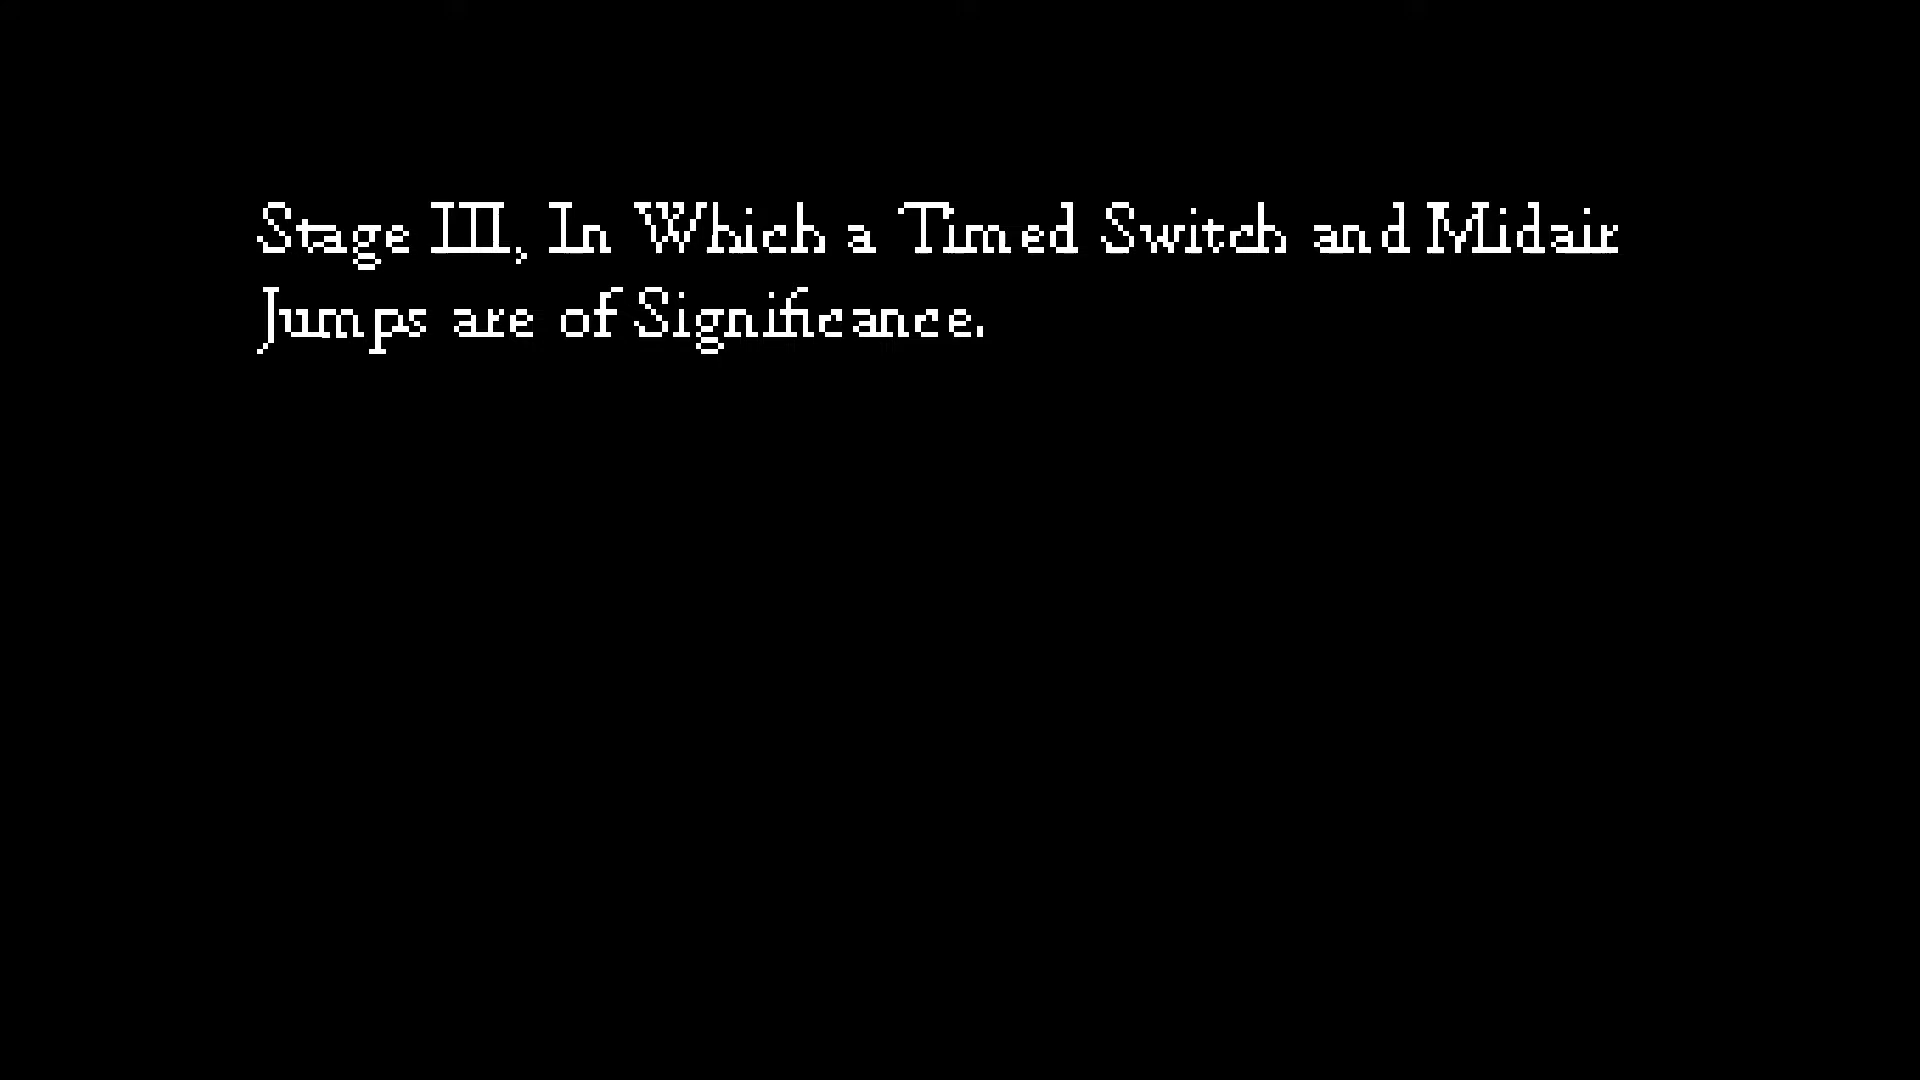 Stage III, In Which a Timed Switch and Midair
Jumps are of Significance.